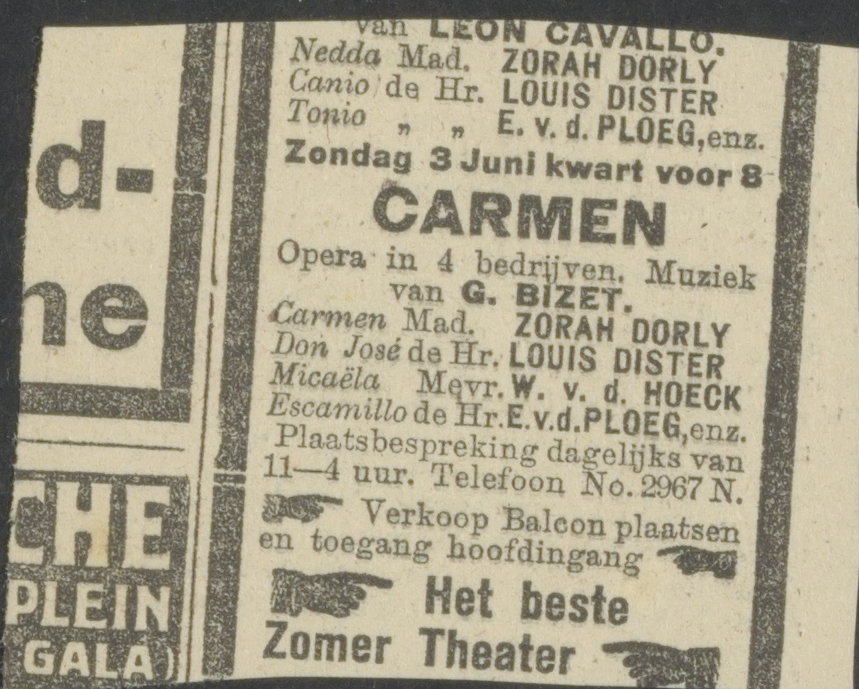 van LEON CAVALLO.
Nedda Mad. ZORAH DORLY
Canio de Hr. LOUIS DISTER
Tonio „ „ E. v. d. PLOEG, enz.
Zondag 3 Juni kwart voor 8
CARMEN
Opera in 4 bedrijven. Muziek
van G. BIZET.
Carmen Mad. ZORAH DORLY
Don José de Hr. LOUIS DISTER
Micaëla Mevr. W. v. d. HOECK
Escamillo de Hr. E.v.d. PLOEG, enz.
Plaatsbespreking dagelijks van
11—4 uur. Telefoon No. 2967 N.
Verkoop Balcon plaatsen
en toegang hoofdingang
Het beste
Zomer Theater
d-
ne
CHE
PLEIN
GALA)